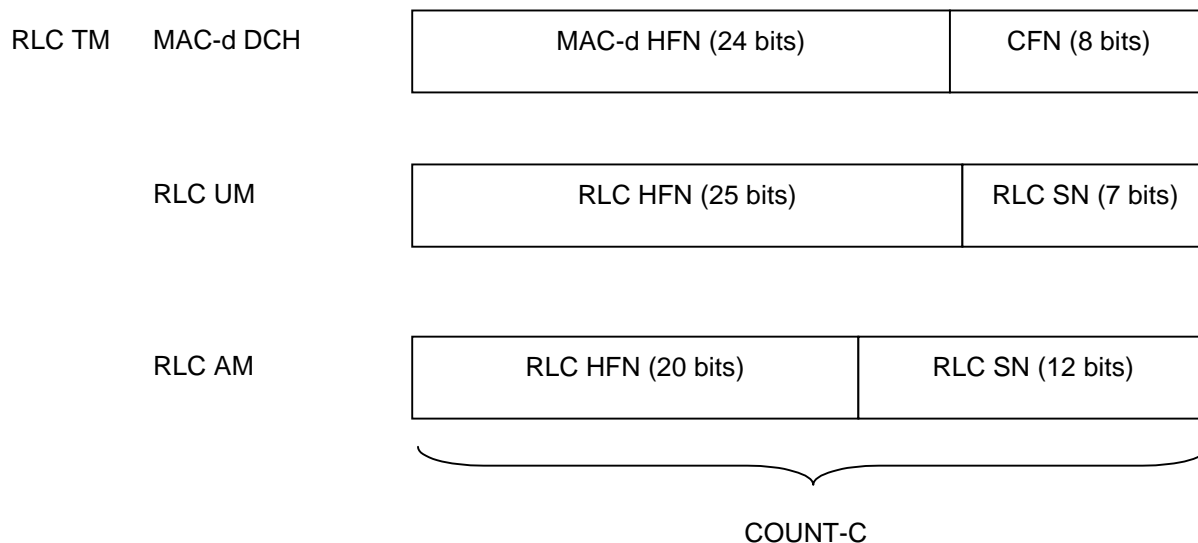 RLC TM MAC-d DCH MAC-d HFN (24 bits) CFN (8 bits)
RLC UM RLC HFN (25 bits) RLC SN (7 bits)
RLC AM RLC HFN (20 bits) RLC SN (12 bits)
COUNT-C